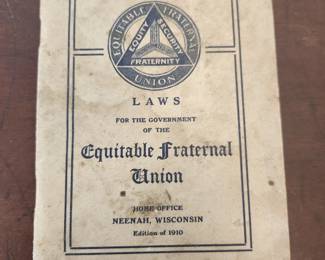 EQUITABLE FRATERNAL
UNION
EQUITY
SECURITY
FRATERNITY
LAWS
FOR THE GOVERNMENT
OF THE
Equitable Fraternal
Union
HOME OFFICE
NEENAH, WISCONSIN
Edition of 1910